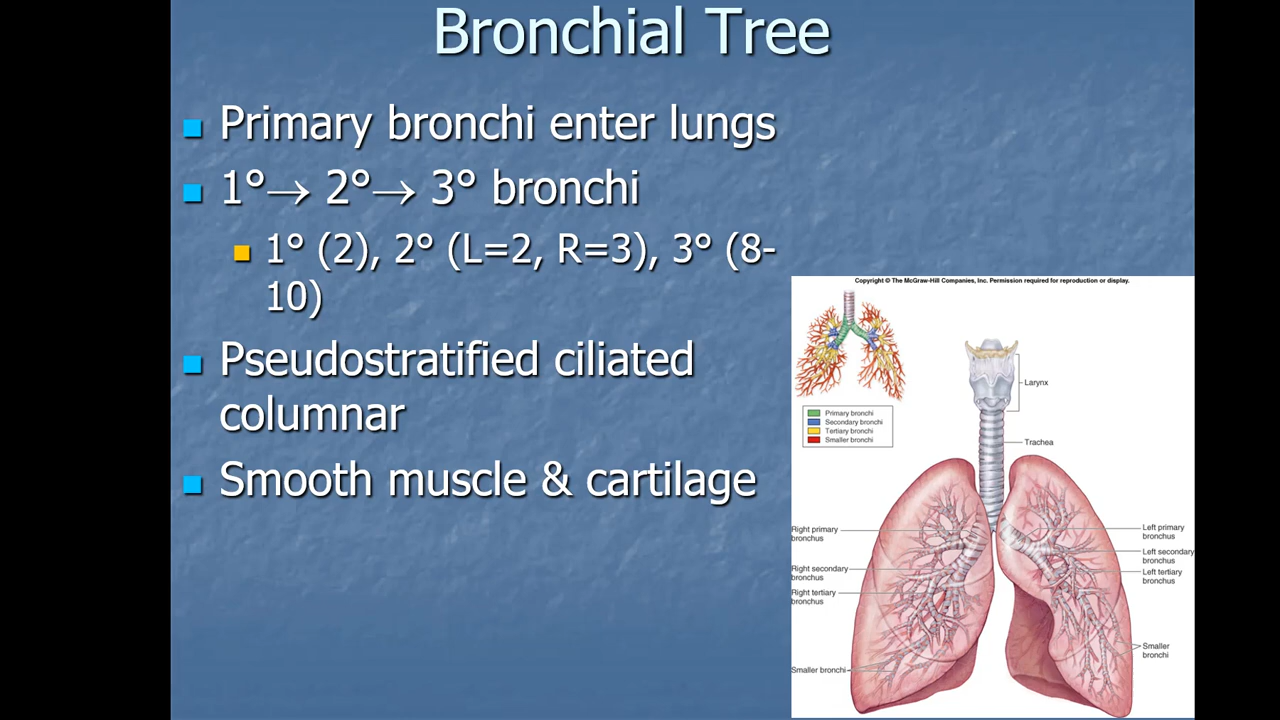 Bronchial Tree
Primary bronchi enter lungs
1°→ 2°→ 3° bronchi
1° (2), 2° (L=2, R=3), 3° (8-
10)
Pseudostratified ciliated
columnar
Smooth muscle & cartilage
Copyright © The McGraw-Hill Companies, Inc. Permission required for reproduction or display.
Primary bronchi
Secondary bronchi
Tertiary bronchi
Smaller bronchi
Larynx
Trachea
Right primary
bronchus
Right secondary
bronchus
Right tertiary
bronchus
Smaller bronchi
Left primary
bronchus
Left secondary
bronchus
Left tertiary
bronchus
Smaller
bronchi